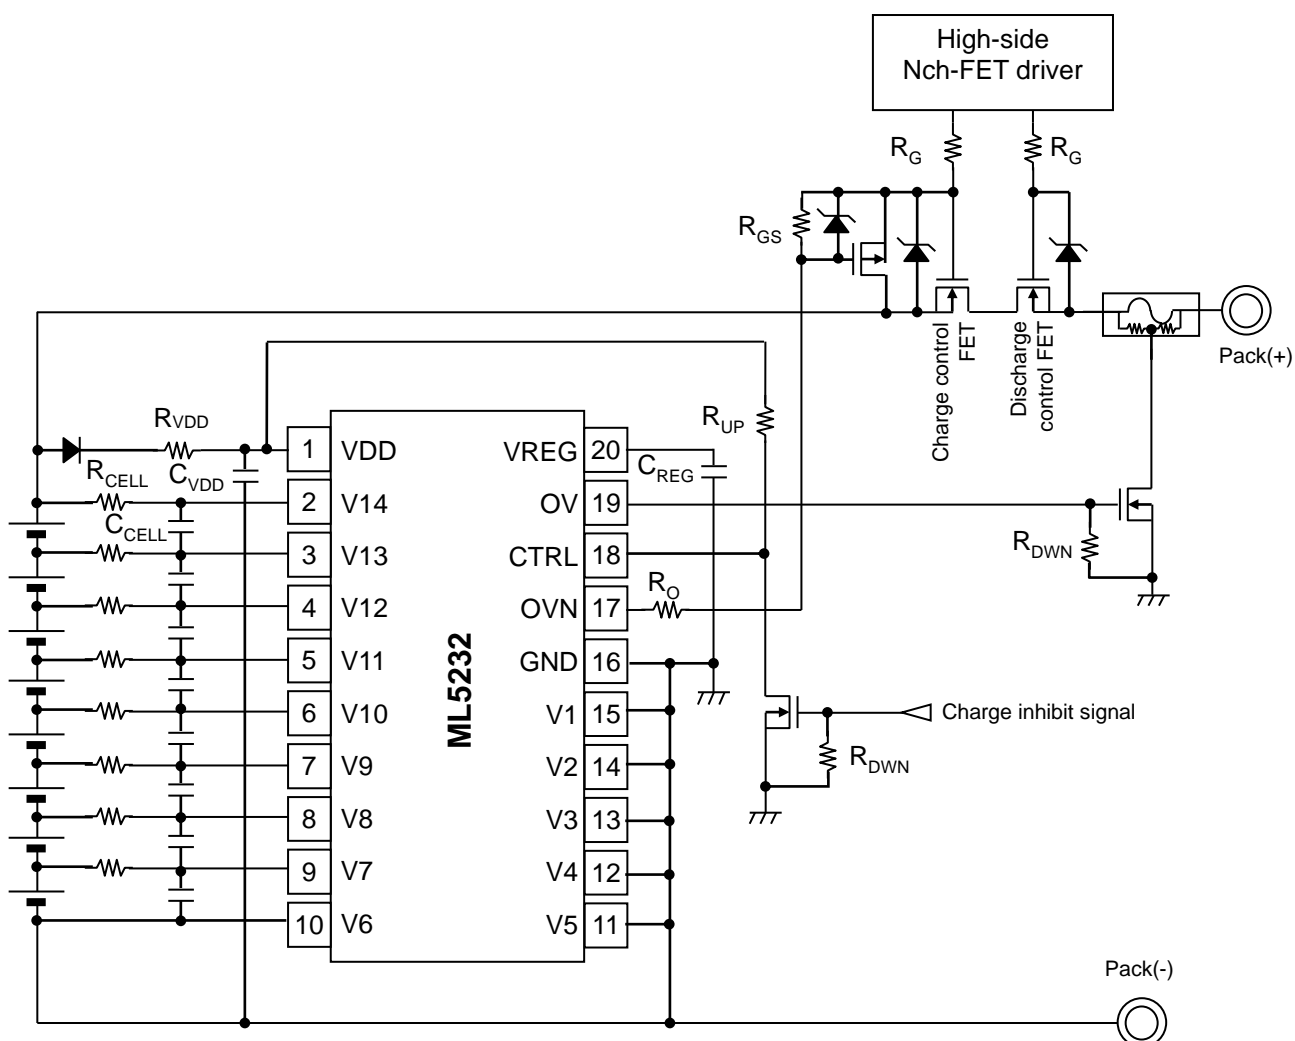 High-side
Nch-FET driver
RG
RG
RGS
Charge control
FET
Discharge
control FET
Pack(+)
RVDD
RUP
1
VDD
VREG
20
CREG
RCELL
CVDD
2
V14
OV
19
CCELL
3
V13
CTRL
18
RDWN
4
V12
OVN
17
RO
5
V11
GND
16
ML5232
6
V10
V1
15
Charge inhibit signal
7
V9
V2
14
RDWN
8
V8
V3
13
9
V7
V4
12
10
V6
V5
11
Pack(-)